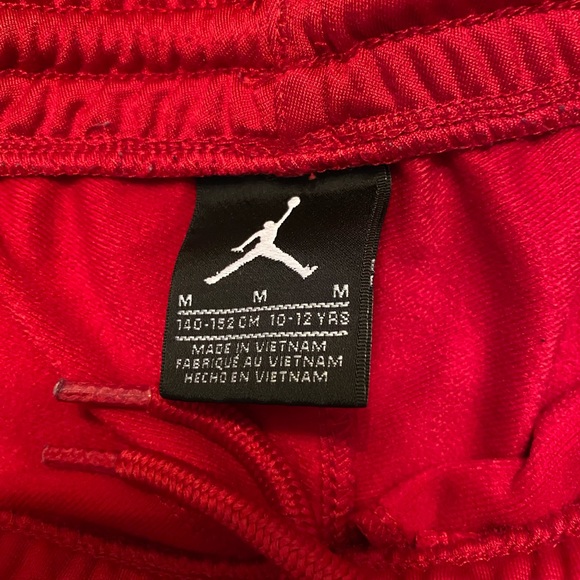 M M M
140-152 CM 10-12 YRS
MADE IN VIETNAM
FABRIQUÉ AU VIETNAM
HECHO EN VIETNAM